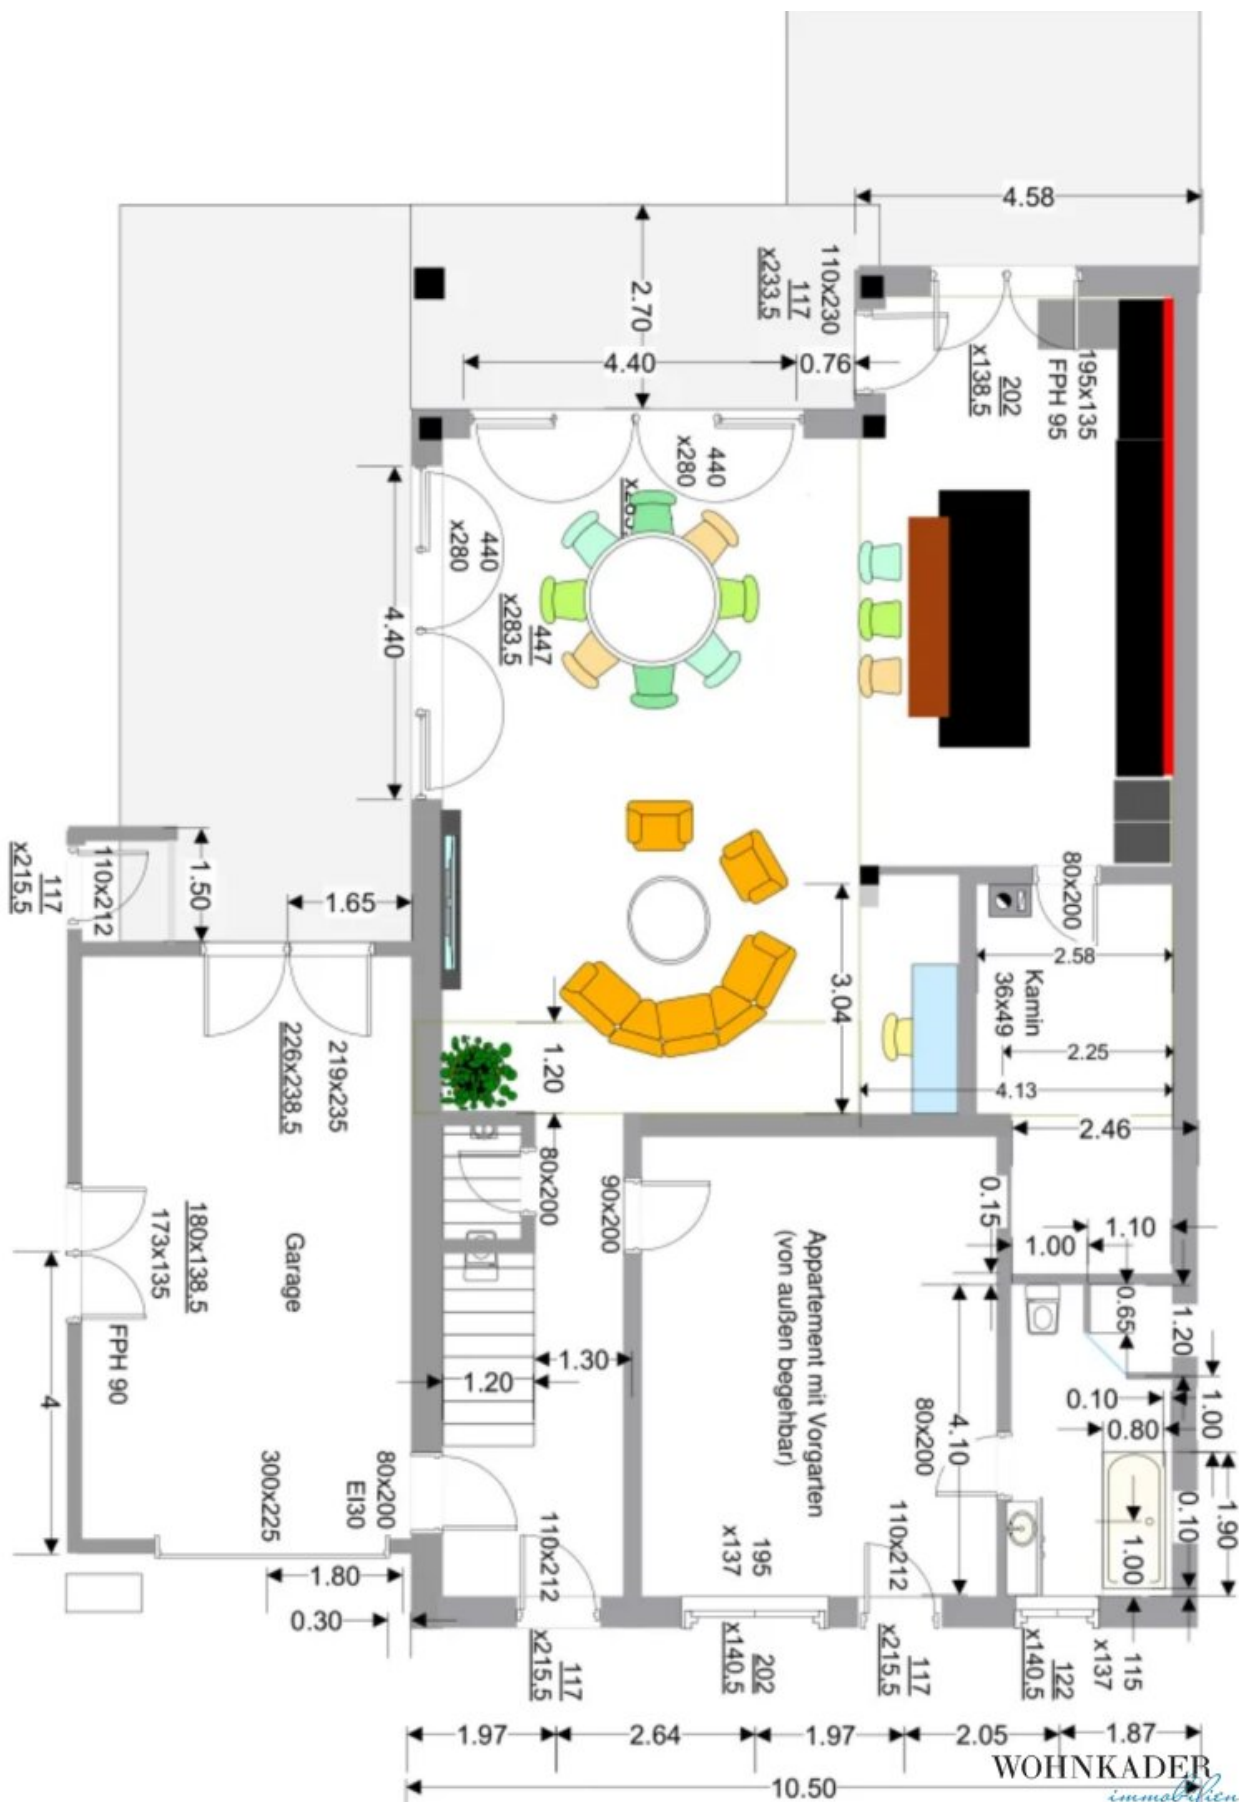 4.58
2.70
110x230
117
x233,5
4.40
0.76
202
x138,5
195x135
FPH 95
440
x280
x283,
440
x280
447
x283,5
4.40
110x212
117
x215,5
1.50
1.65
80x200
2.58
Kamin
36x49
3.04
2.25
4.13
1.20
2.46
226x238,5
219x235
80x200
90x200
0.15
1.10
1.00
0.65
1.20
1.00
Garage
180x138,5
173x135
FPH 90
4
Appartement mit Vorgarten
(von außen begehbar)
1.30
1.20
4.10
80x200
0.10
0.80
1.90
0.10
1.00
300x225
80x200
EI30
110x212
195
x137
110x212
1.80
0.30
117
x215,5
202
x140,5
117
x215,5
122
x140,5
115
x137
1.97
2.64
1.97
2.05
1.87
10.50
WOHNKADER
immobilien